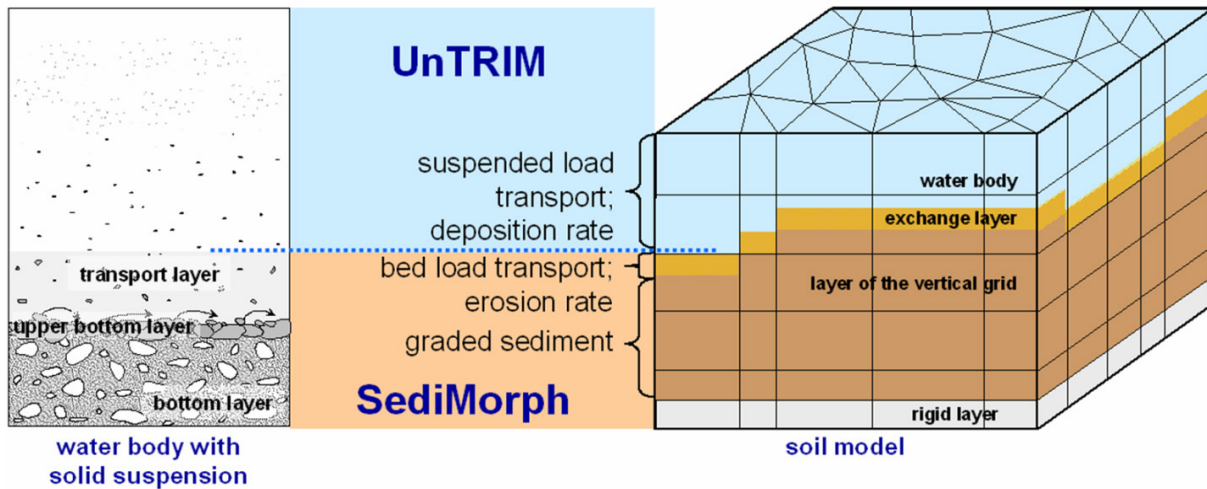 UnTRIM
suspended load
transport;
deposition rate
bed load transport;
erosion rate
graded sediment
SediMorph
transport layer
upper bottom layer
bottom layer
water body with
solid suspension
water body
exchange layer
layer of the vertical grid
rigid layer
soil model